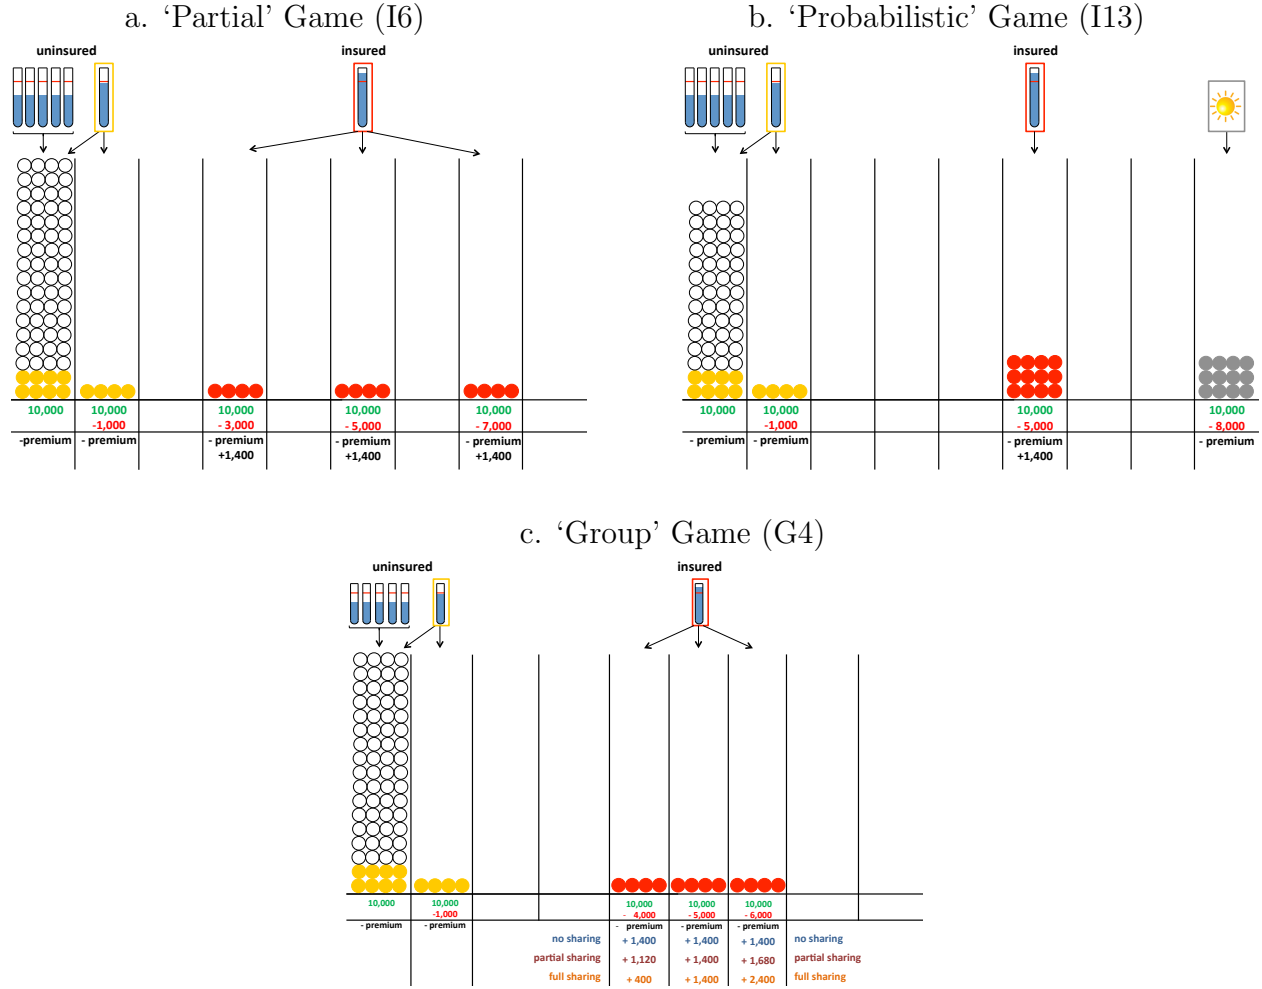 a. ‘Partial’ Game (I6)
uninsured
insured
10,000
10,000
-1,000
10,000
- 3,000
10,000
- 5,000
10,000
- 7,000
-premium
- premium
- premium
+1,400
- premium
+1,400
- premium
+1,400
b. ‘Probabilistic’ Game (I13)
uninsured
insured
10,000
10,000
-1,000
10,000
- 5,000
10,000
- 8,000
- premium
- premium
- premium
+1,400
- premium
c. ‘Group’ Game (G4)
uninsured
insured
10,000
10,000
-1,000
10,000
- 4,000
10,000
- 5,000
10,000
- 6,000
- premium
- premium
- premium
- premium
- premium
no sharing + 1,400 + 1,400 + 1,400 no sharing
partial sharing + 1,120 + 1,400 + 1,680 partial sharing
full sharing + 400 + 1,400 + 2,400 full sharing